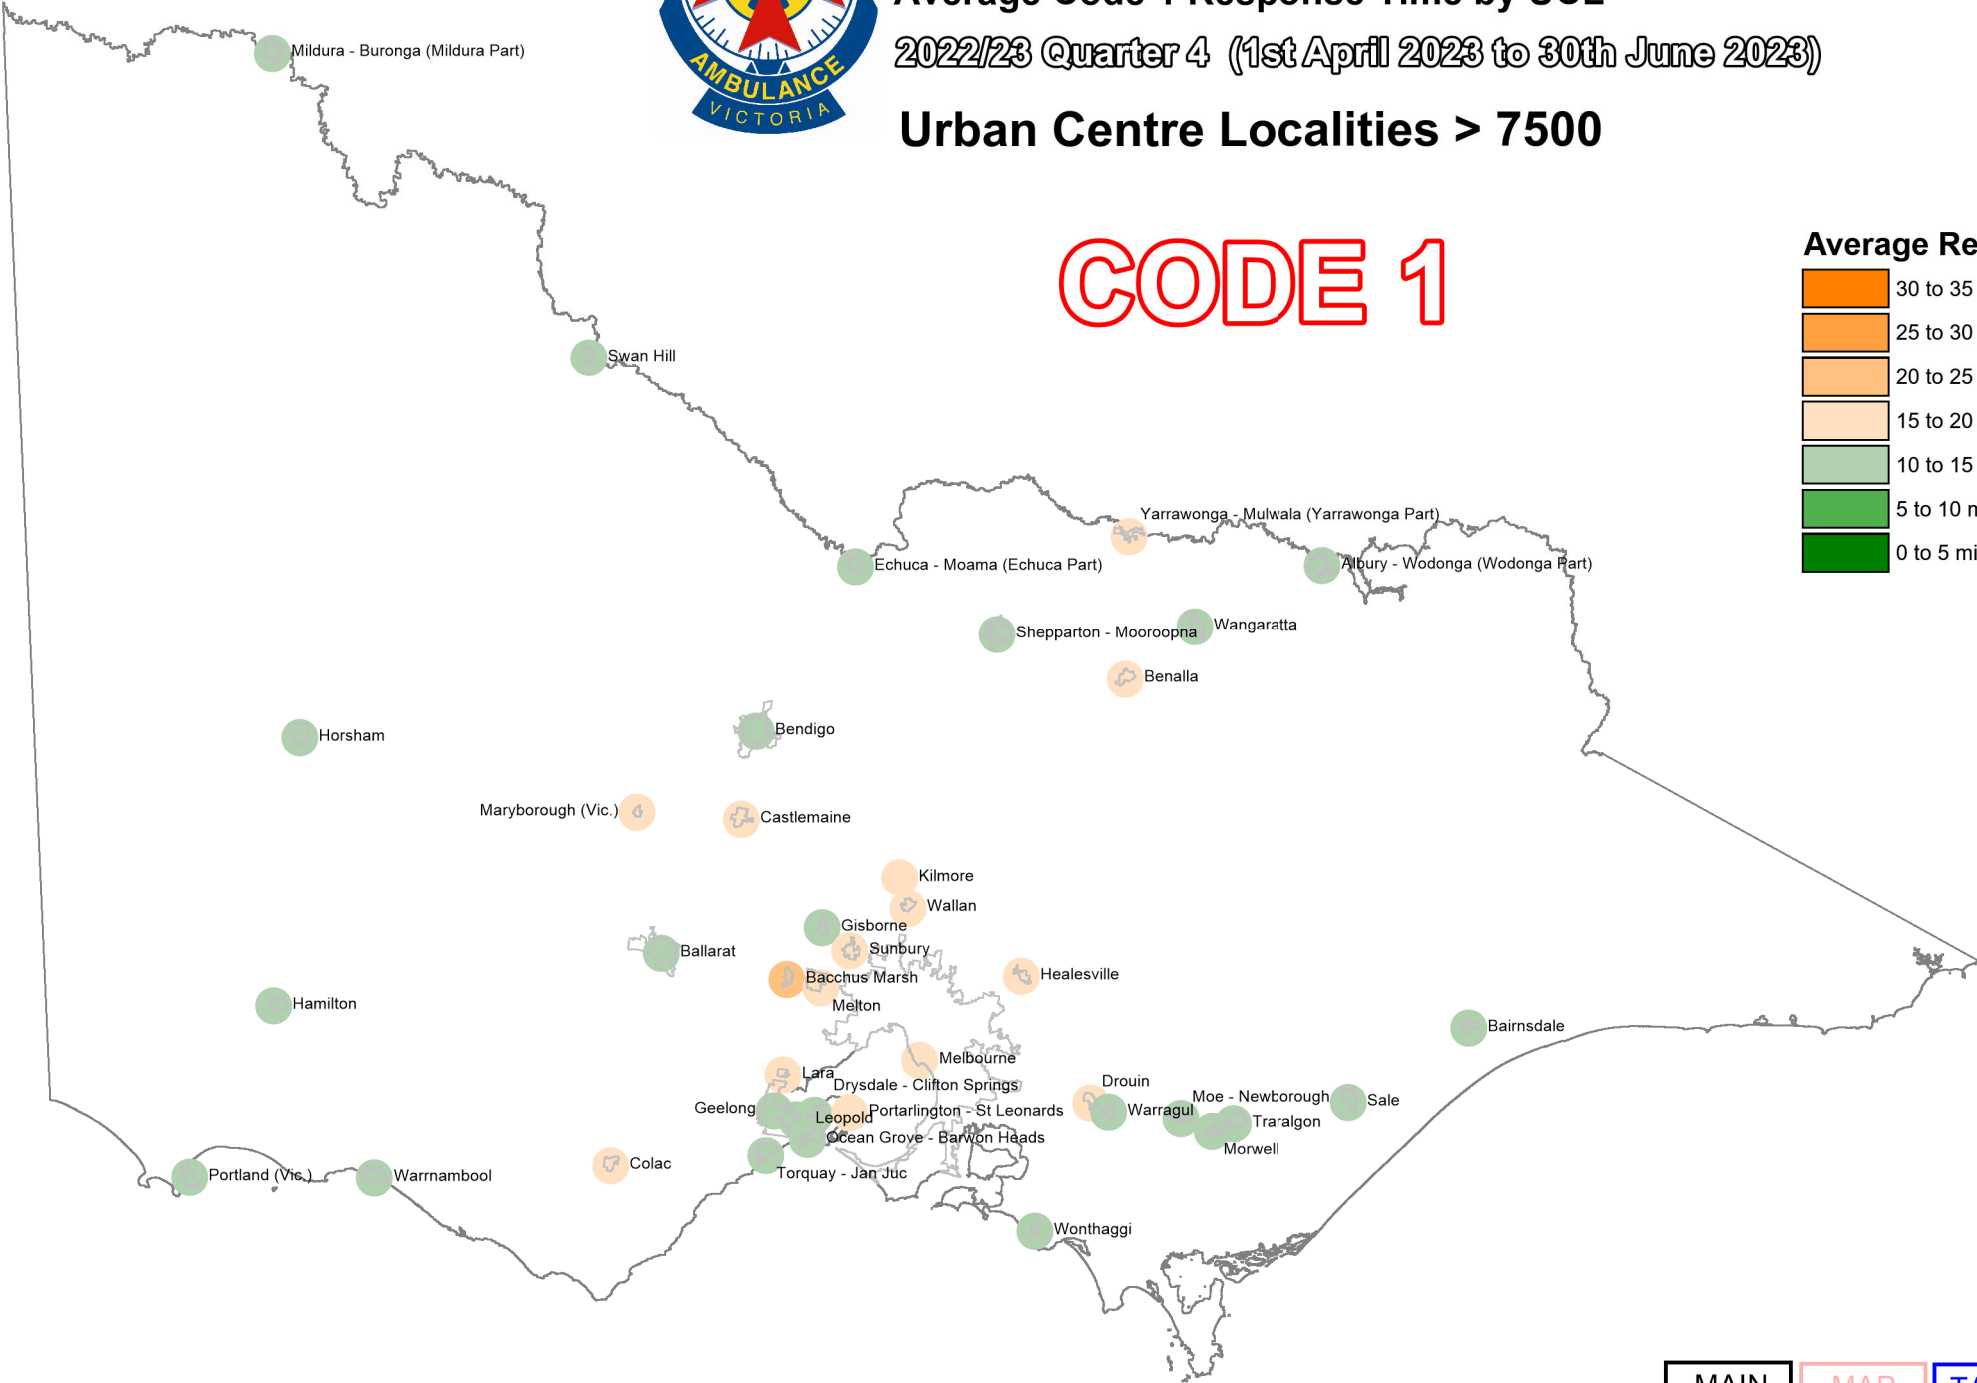 Average Code 1 Response Time by UCL
2022/23 Quarter 4 (1st April 2023 to 30th June 2023)
AMBULANCE
VICTORIA
Urban Centre Localities > 7500
CODE 1
Average Re
30 to 35
25 to 30
20 to 25
15 to 20
10 to 15
5 to 10 m
0 to 5 mi
Mildura - Buronga (Mildura Part)
Swan Hill
Yarrawonga - Mulwala (Yarrawonga Part)
Echuca - Moama (Echuca Part)
Albury - Wodonga (Wodonga Part)
Shepparton - Mooroopna
Wangaratta
Benalla
Horsham
Bendigo
Maryborough (Vic.)
Castlemaine
Kilmore
Wallan
Gisborne
Sunbury
Ballarat
Bacchus Marsh
Healesville
Melton
Hamilton
Bairnsdale
Melbourne
Lara
Drysdale - Clifton Springs
Drouin
Moe - Newborough
Sale
Geelong
Leopold
Portarlington - St Leonards
Warragul
Traralgon
Ocean Grove - Barwon Heads
Morwell
Colac
Torquay - Jan Juc
Portland (Vic.)
Warrnambool
Wonthaggi
MAIN
MAP
TA